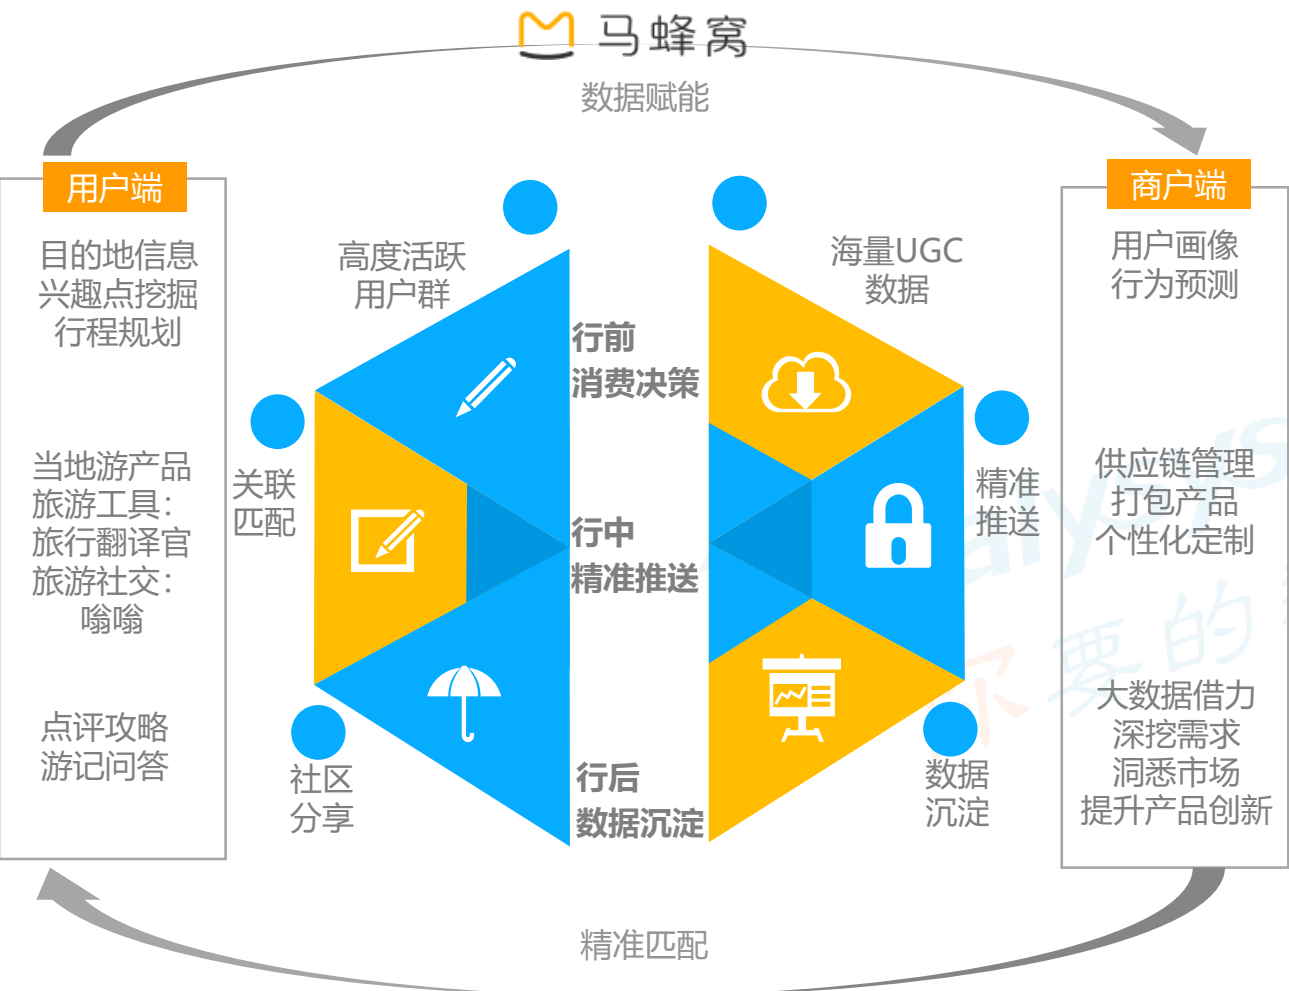 马蜂窝
数据赋能
用户端
目的地信息
兴趣点挖掘
行程规划
当地游产品
旅游工具：
旅行翻译官
旅游社交：
嗡嗡
点评攻略
游记问答
高度活跃
用户群
关联
匹配
社区
分享
行前
消费决策
行中
精准推送
行后
数据沉淀
海量UGC
数据
精准
推送
数据
沉淀
商户端
用户画像
行为预测
供应链管理
打包产品
个性化定制
大数据借力
深挖需求
洞悉市场
提升产品创新
精准匹配
alysys
你要的